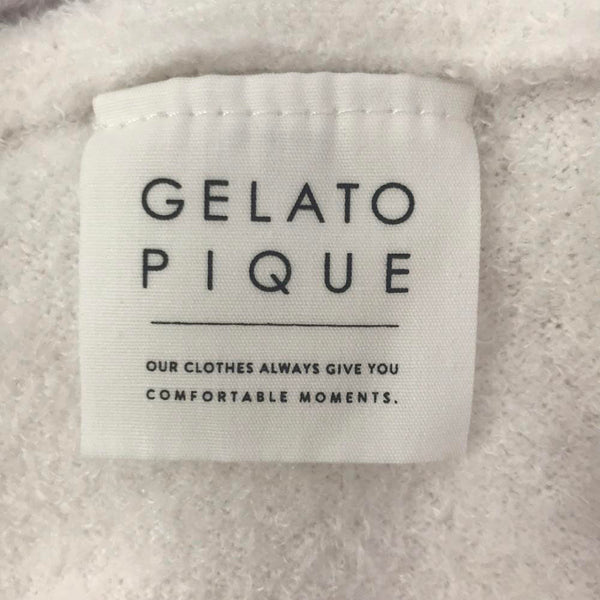 GELATO
PIQUE
OUR CLOTHES ALWAYS GIVE YOU
COMFORTABLE MOMENTS.